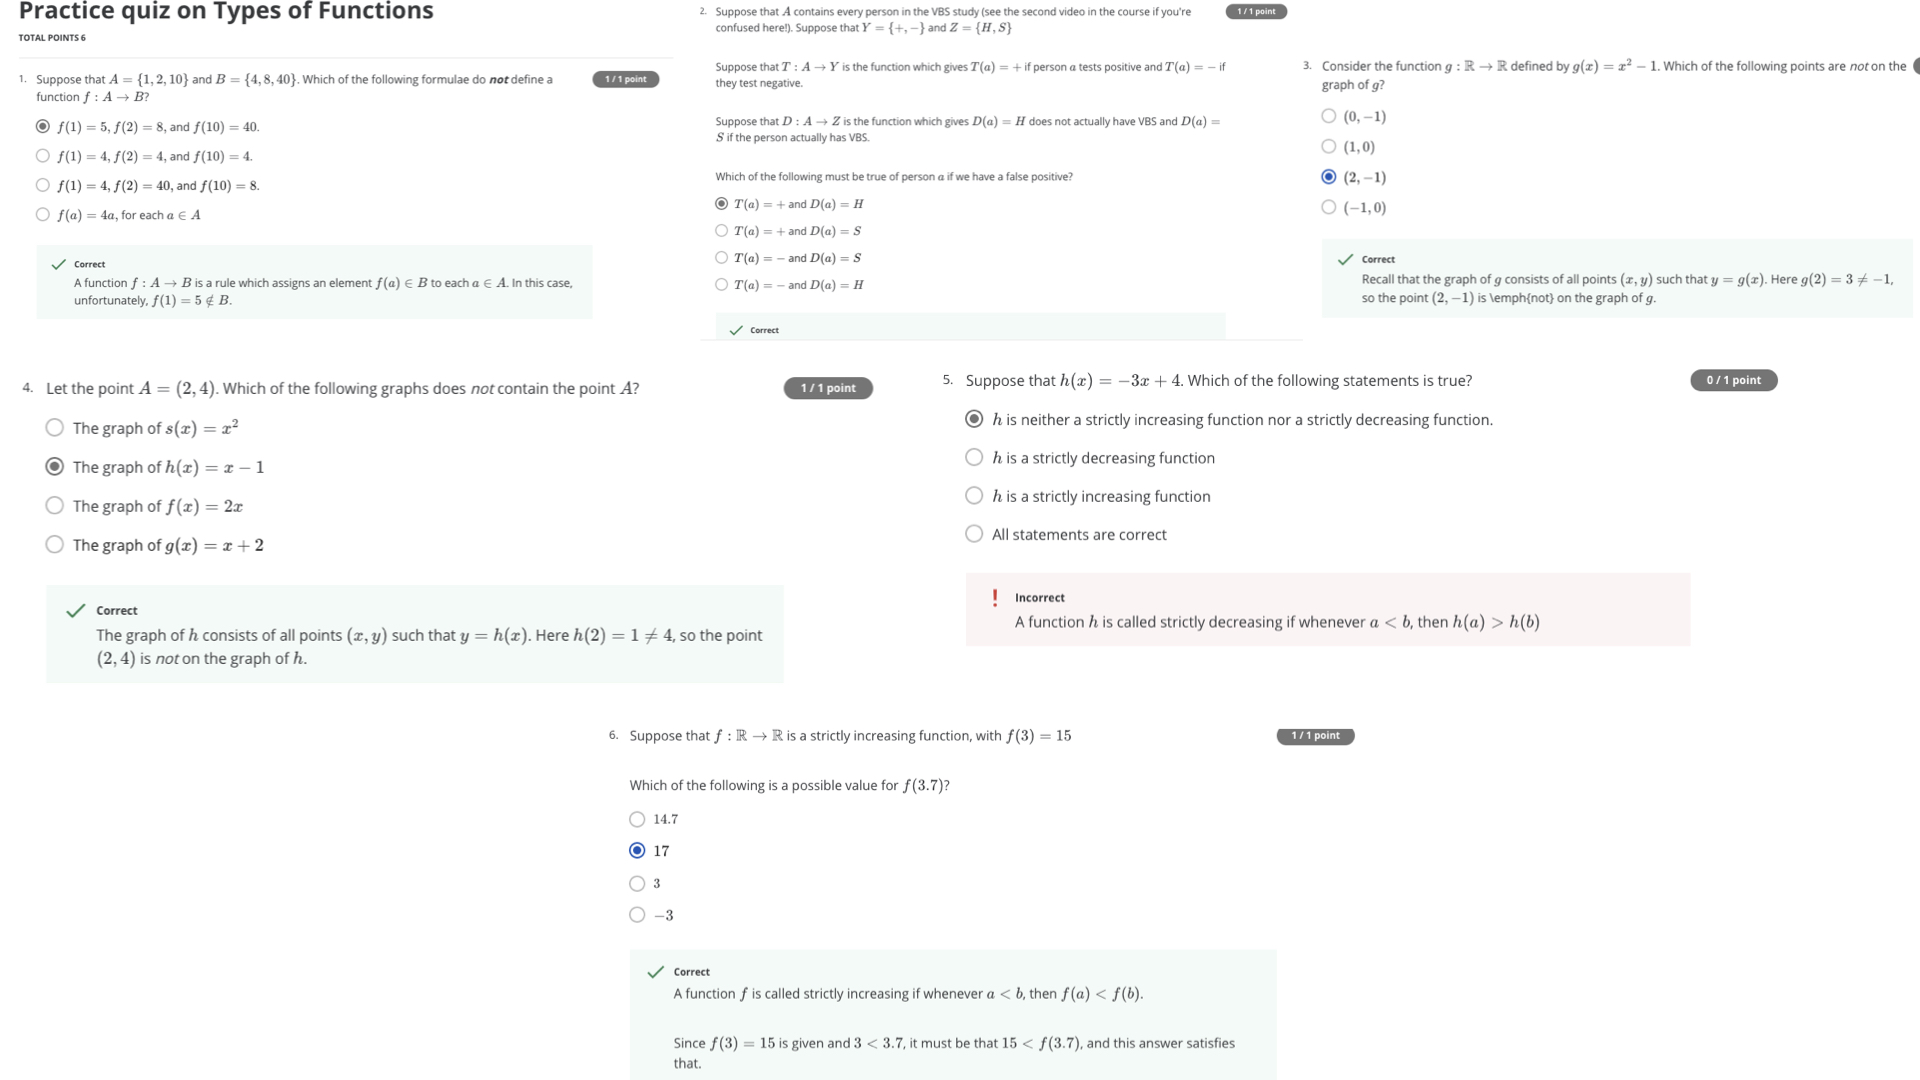 Practice quiz on Types of Functions
TOTAL POINTS 6
1. Suppose that A = {1, 2, 10} and B = {4, 8, 40}. Which of the following formulae do not define a
function f : A → B?
1 / 1 point
f(1) = 5, f(2) = 8, and f(10) = 40.
f(1) = 4, f(2) = 4, and f(10) = 4.
f(1) = 4, f(2) = 40, and f(10) = 8.
f(a) = 4a, for each a ∈ A
Correct
A function f : A → B is a rule which assigns an element f(a) ∈ B to each a ∈ A. In this case,
unfortunately, f(1) = 5 ∉ B.
2. Suppose that A contains every person in the VBS study (see the second video in the course if you're
confused here!). Suppose that Y = {+, −} and Z = {H, S}
1 / 1 point
Suppose that T : A → Y is the function which gives T(a) = + if person a tests positive and T(a) = − if
they test negative.
Suppose that D : A → Z is the function which gives D(a) = H does not actually have VBS and D(a) =
S if the person actually has VBS.
Which of the following must be true of person a if we have a false positive?
T(a) = + and D(a) = H
T(a) = + and D(a) = S
T(a) = − and D(a) = S
T(a) = − and D(a) = H
Correct
3. Consider the function g : ℝ → ℝ defined by g(x) = x² − 1. Which of the following points are not on the
graph of g?
(0, −1)
(1, 0)
(2, −1)
(−1, 0)
Correct
Recall that the graph of g consists of all points (x, y) such that y = g(x). Here g(2) = 3 ≠ −1,
so the point (2, −1) is \emph{not} on the graph of g.
4. Let the point A = (2, 4). Which of the following graphs does not contain the point A?
1 / 1 point
The graph of s(x) = x²
The graph of h(x) = x − 1
The graph of f(x) = 2x
The graph of g(x) = x + 2
Correct
The graph of h consists of all points (x, y) such that y = h(x). Here h(2) = 1 ≠ 4, so the point
(2, 4) is not on the graph of h.
5. Suppose that h(x) = −3x + 4. Which of the following statements is true?
0 / 1 point
h is neither a strictly increasing function nor a strictly decreasing function.
h is a strictly decreasing function
h is a strictly increasing function
All statements are correct
! Incorrect
A function h is called strictly decreasing if whenever a < b, then h(a) > h(b)
6. Suppose that f : ℝ → ℝ is a strictly increasing function, with f(3) = 15
1 / 1 point
Which of the following is a possible value for f(3.7)?
14.7
17
3
−3
Correct
A function f is called strictly increasing if whenever a < b, then f(a) < f(b).
Since f(3) = 15 is given and 3 < 3.7, it must be that 15 < f(3.7), and this answer satisfies
that.